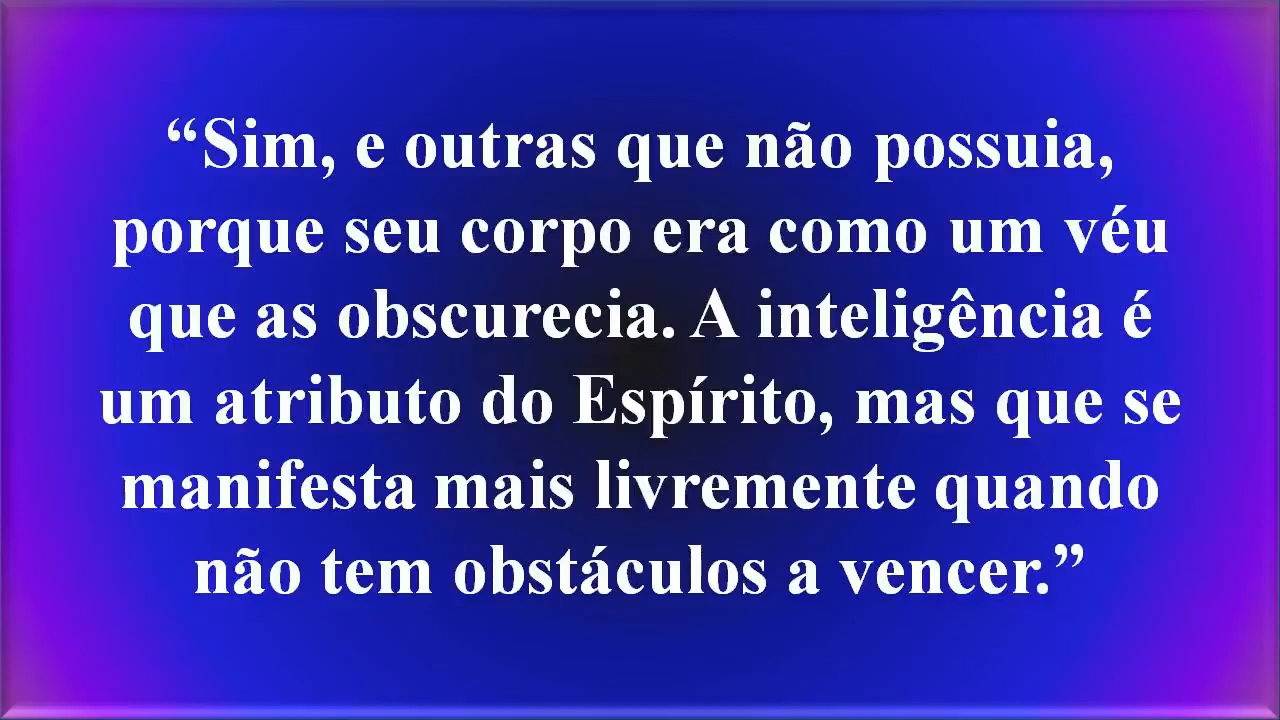 “Sim, e outras que não possuia,
porque seu corpo era como um véu
que as obscurecia. A inteligência é
um atributo do Espírito, mas que se
manifesta mais livremente quando
não tem obstáculos a vencer.”